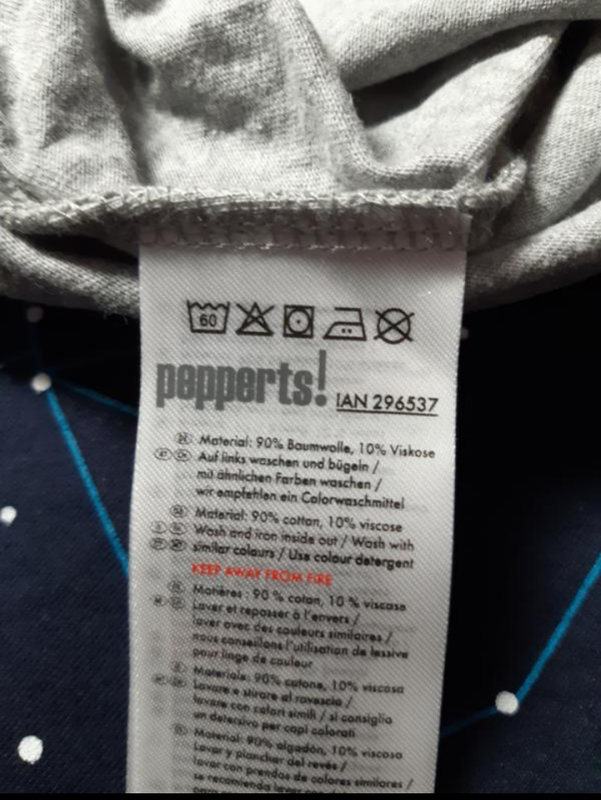 60
pepperts!
IAN 296537
Material: 90% Baumwolle, 10% Viskose
Auf links waschen und bügeln /
mit ähnlichen Farben waschen /
wir empfehlen ein Colorwaschmittel
Material: 90% cotton, 10% viscose
Wash and iron inside out / Wash with
similar colours / Use colour detergent
KEEP AWAY FROM FIRE
Matières : 90 % coton, 10 % viscose
Laver et repasser à l'envers /
laver avec des couleurs similaires /
nous conseillons l'utilisation de lessive
pour linge de couleur
Materiale: 90% cotone, 10% viscosa
Lavare e stirare al rovescio /
lavare con colori simili / si consiglia
un detersivo per capi colorati
Material: 90% algodón, 10% viscosa
Lavar y planchar del revés /
lavar con prendas de colores similares /
se recomienda lavar con